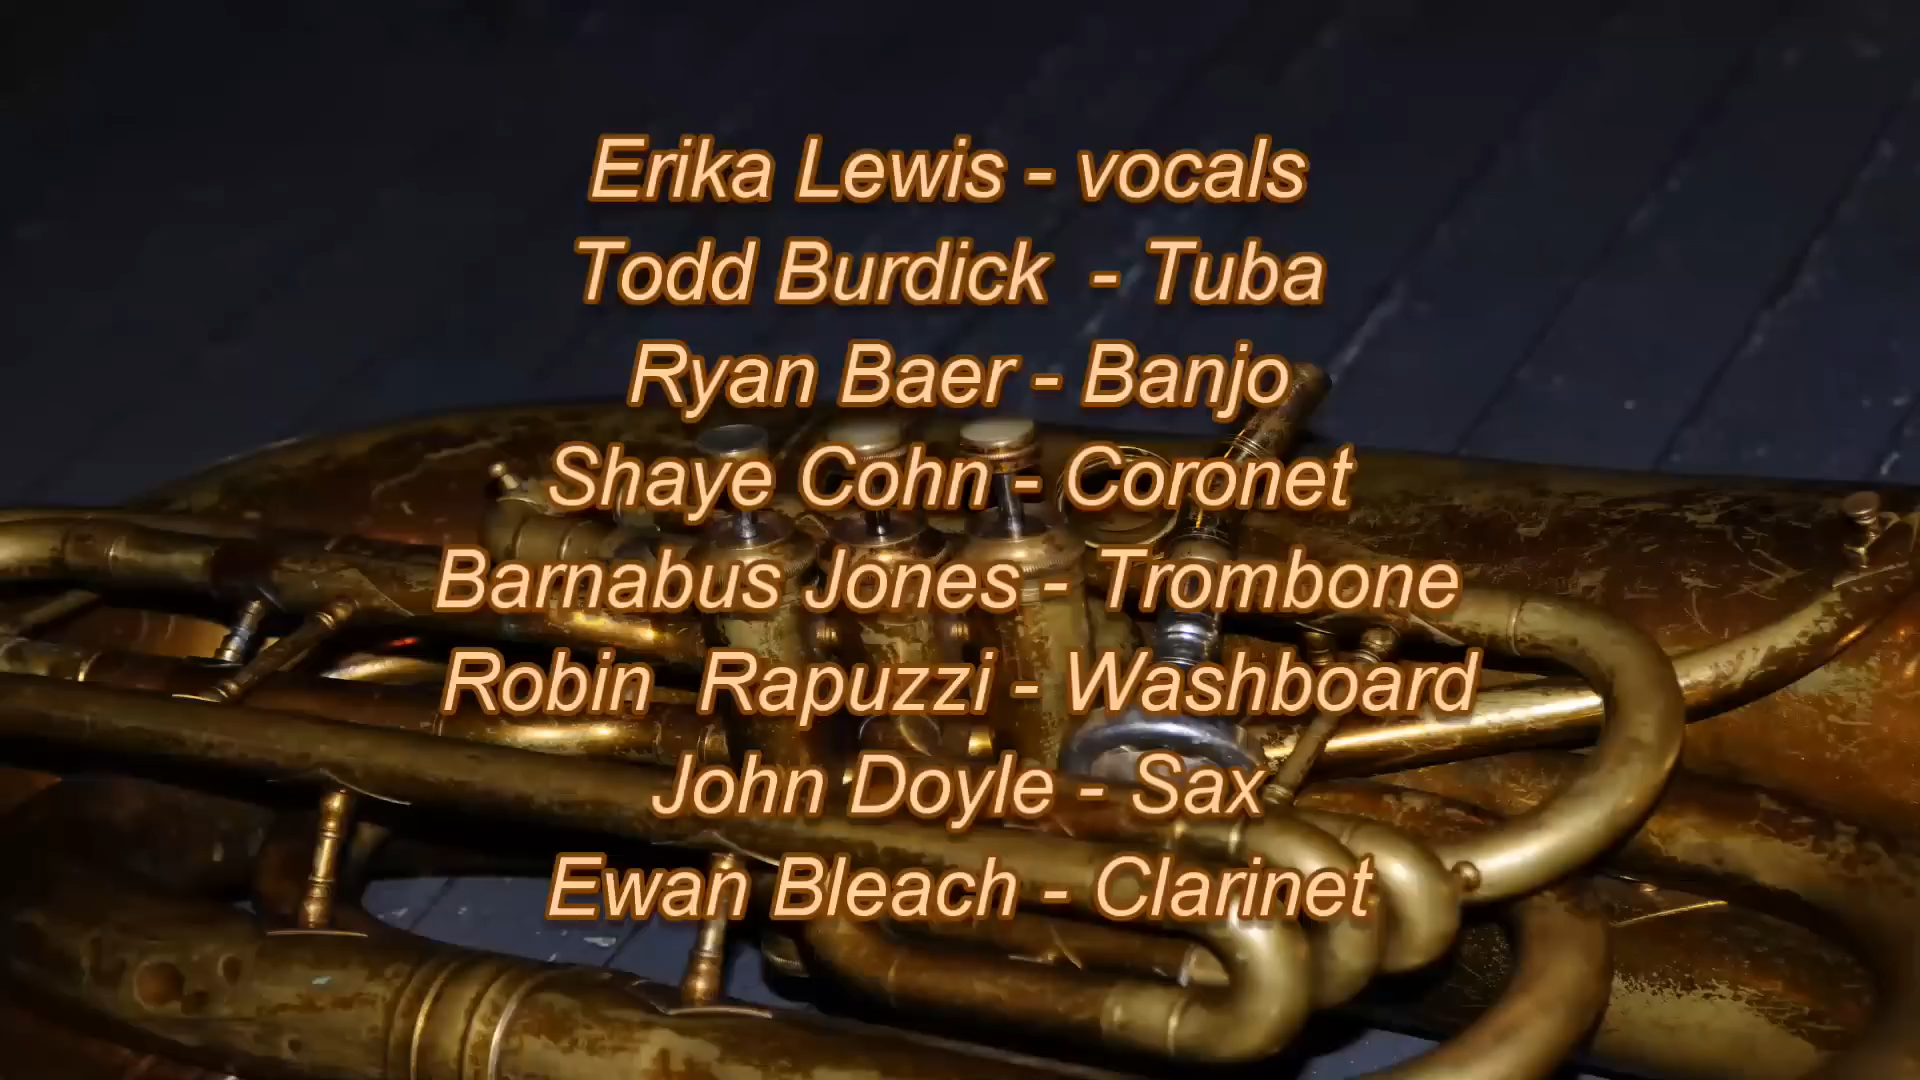 Erika Lewis - vocals
Todd Burdick - Tuba
Ryan Baer - Banjo
Shaye Cohn - Coronet
Barnabus Jones - Trombone
Robin Rapuzzi - Washboard
John Doyle - Sax
Ewan Bleach - Clarinet